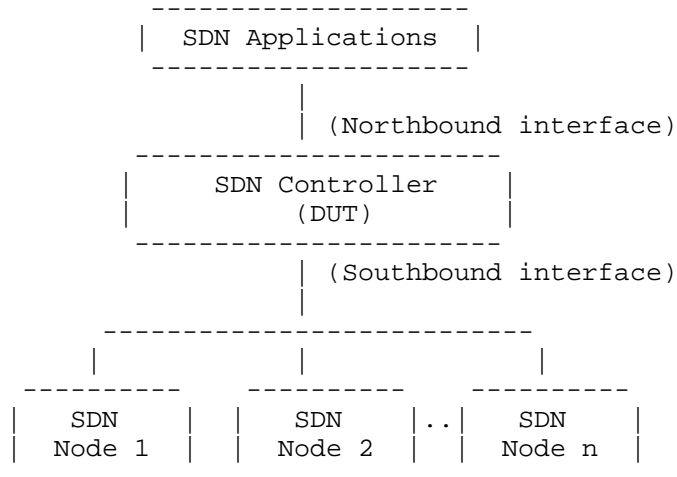 SDN Applications
(Northbound interface)
SDN Controller
(DUT)
(Southbound interface)
SDN SDN .. SDN
Node 1 Node 2 Node n